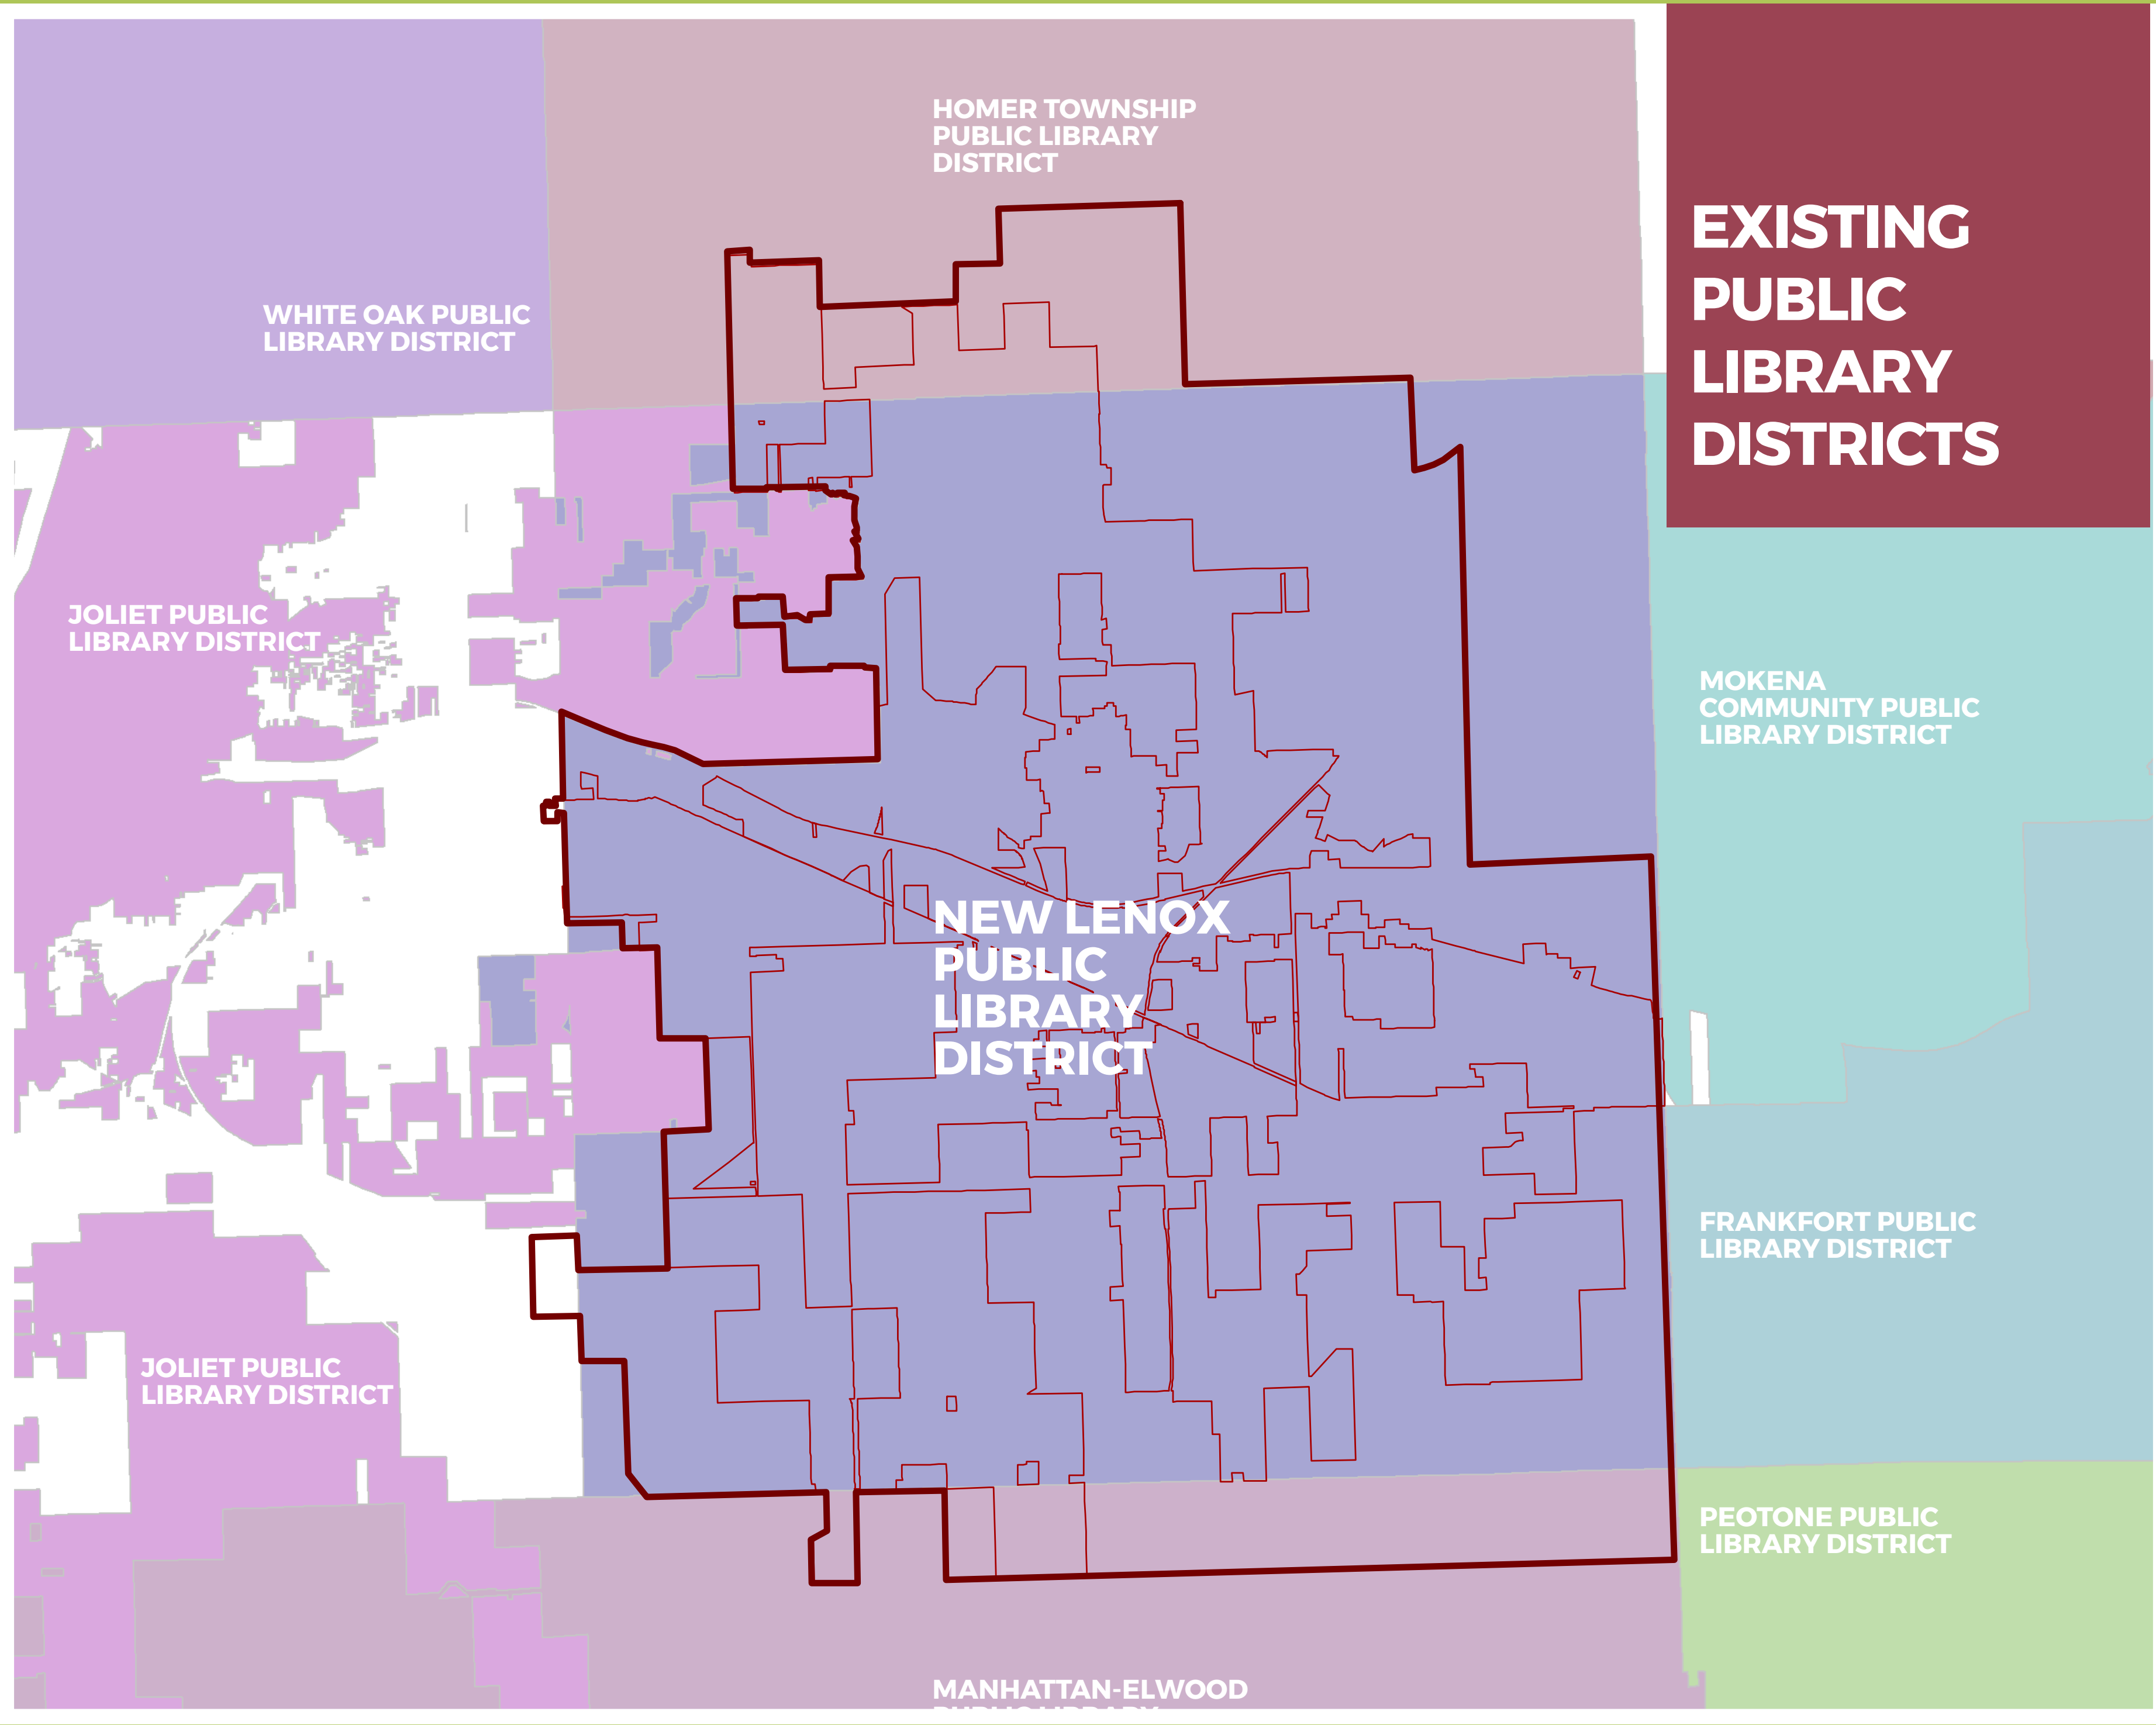 EXISTING
PUBLIC
LIBRARY
DISTRICTS
HOMER TOWNSHIP
PUBLIC LIBRARY
DISTRICT
WHITE OAK PUBLIC
LIBRARY DISTRICT
JOLIET PUBLIC
LIBRARY DISTRICT
MOKENA
COMMUNITY PUBLIC
LIBRARY DISTRICT
NEW LENOX
PUBLIC
LIBRARY
DISTRICT
FRANKFORT PUBLIC
LIBRARY DISTRICT
JOLIET PUBLIC
LIBRARY DISTRICT
PEOTONE PUBLIC
LIBRARY DISTRICT
MANHATTAN-ELWOOD
PUBLIC LIBRARY